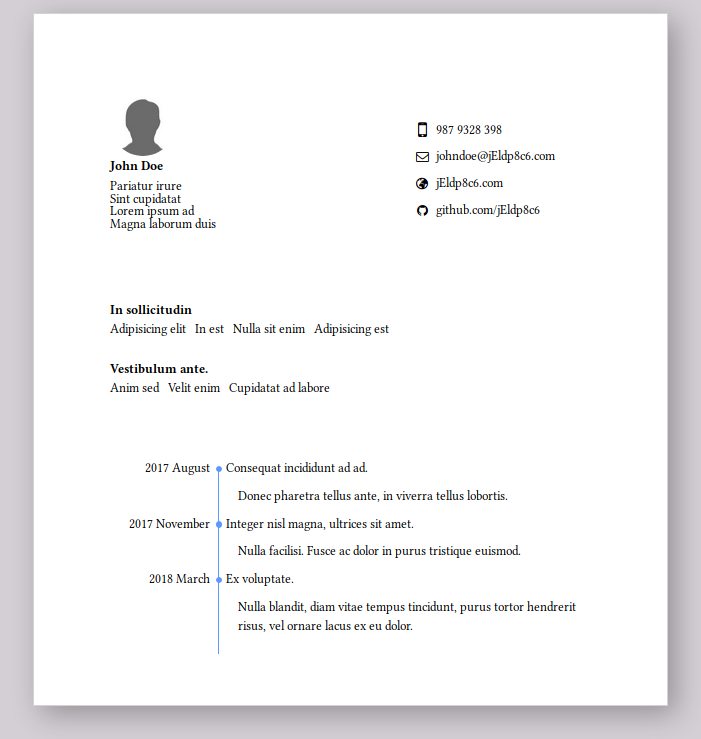 John Doe
Pariatur irure
Sint cupidatat
Lorem ipsum ad
Magna laborum duis
987 9328 398
johndoe@jEldp8c6.com
jEldp8c6.com
github.com/jEldp8c6
In sollicitudin
Adipisicing elit In est Nulla sit enim Adipisicing est
Vestibulum ante.
Anim sed Velit enim Cupidatat ad labore
2017 August Consequat incididunt ad ad.
Donec pharetra tellus ante, in viverra tellus lobortis.
2017 November Integer nisl magna, ultrices sit amet.
Nulla facilisi. Fusce ac dolor in purus tristique euismod.
2018 March Ex voluptate.
Nulla blandit, diam vitae tempus tincidunt, purus tortor hendrerit
risus, vel ornare lacus ex eu dolor.